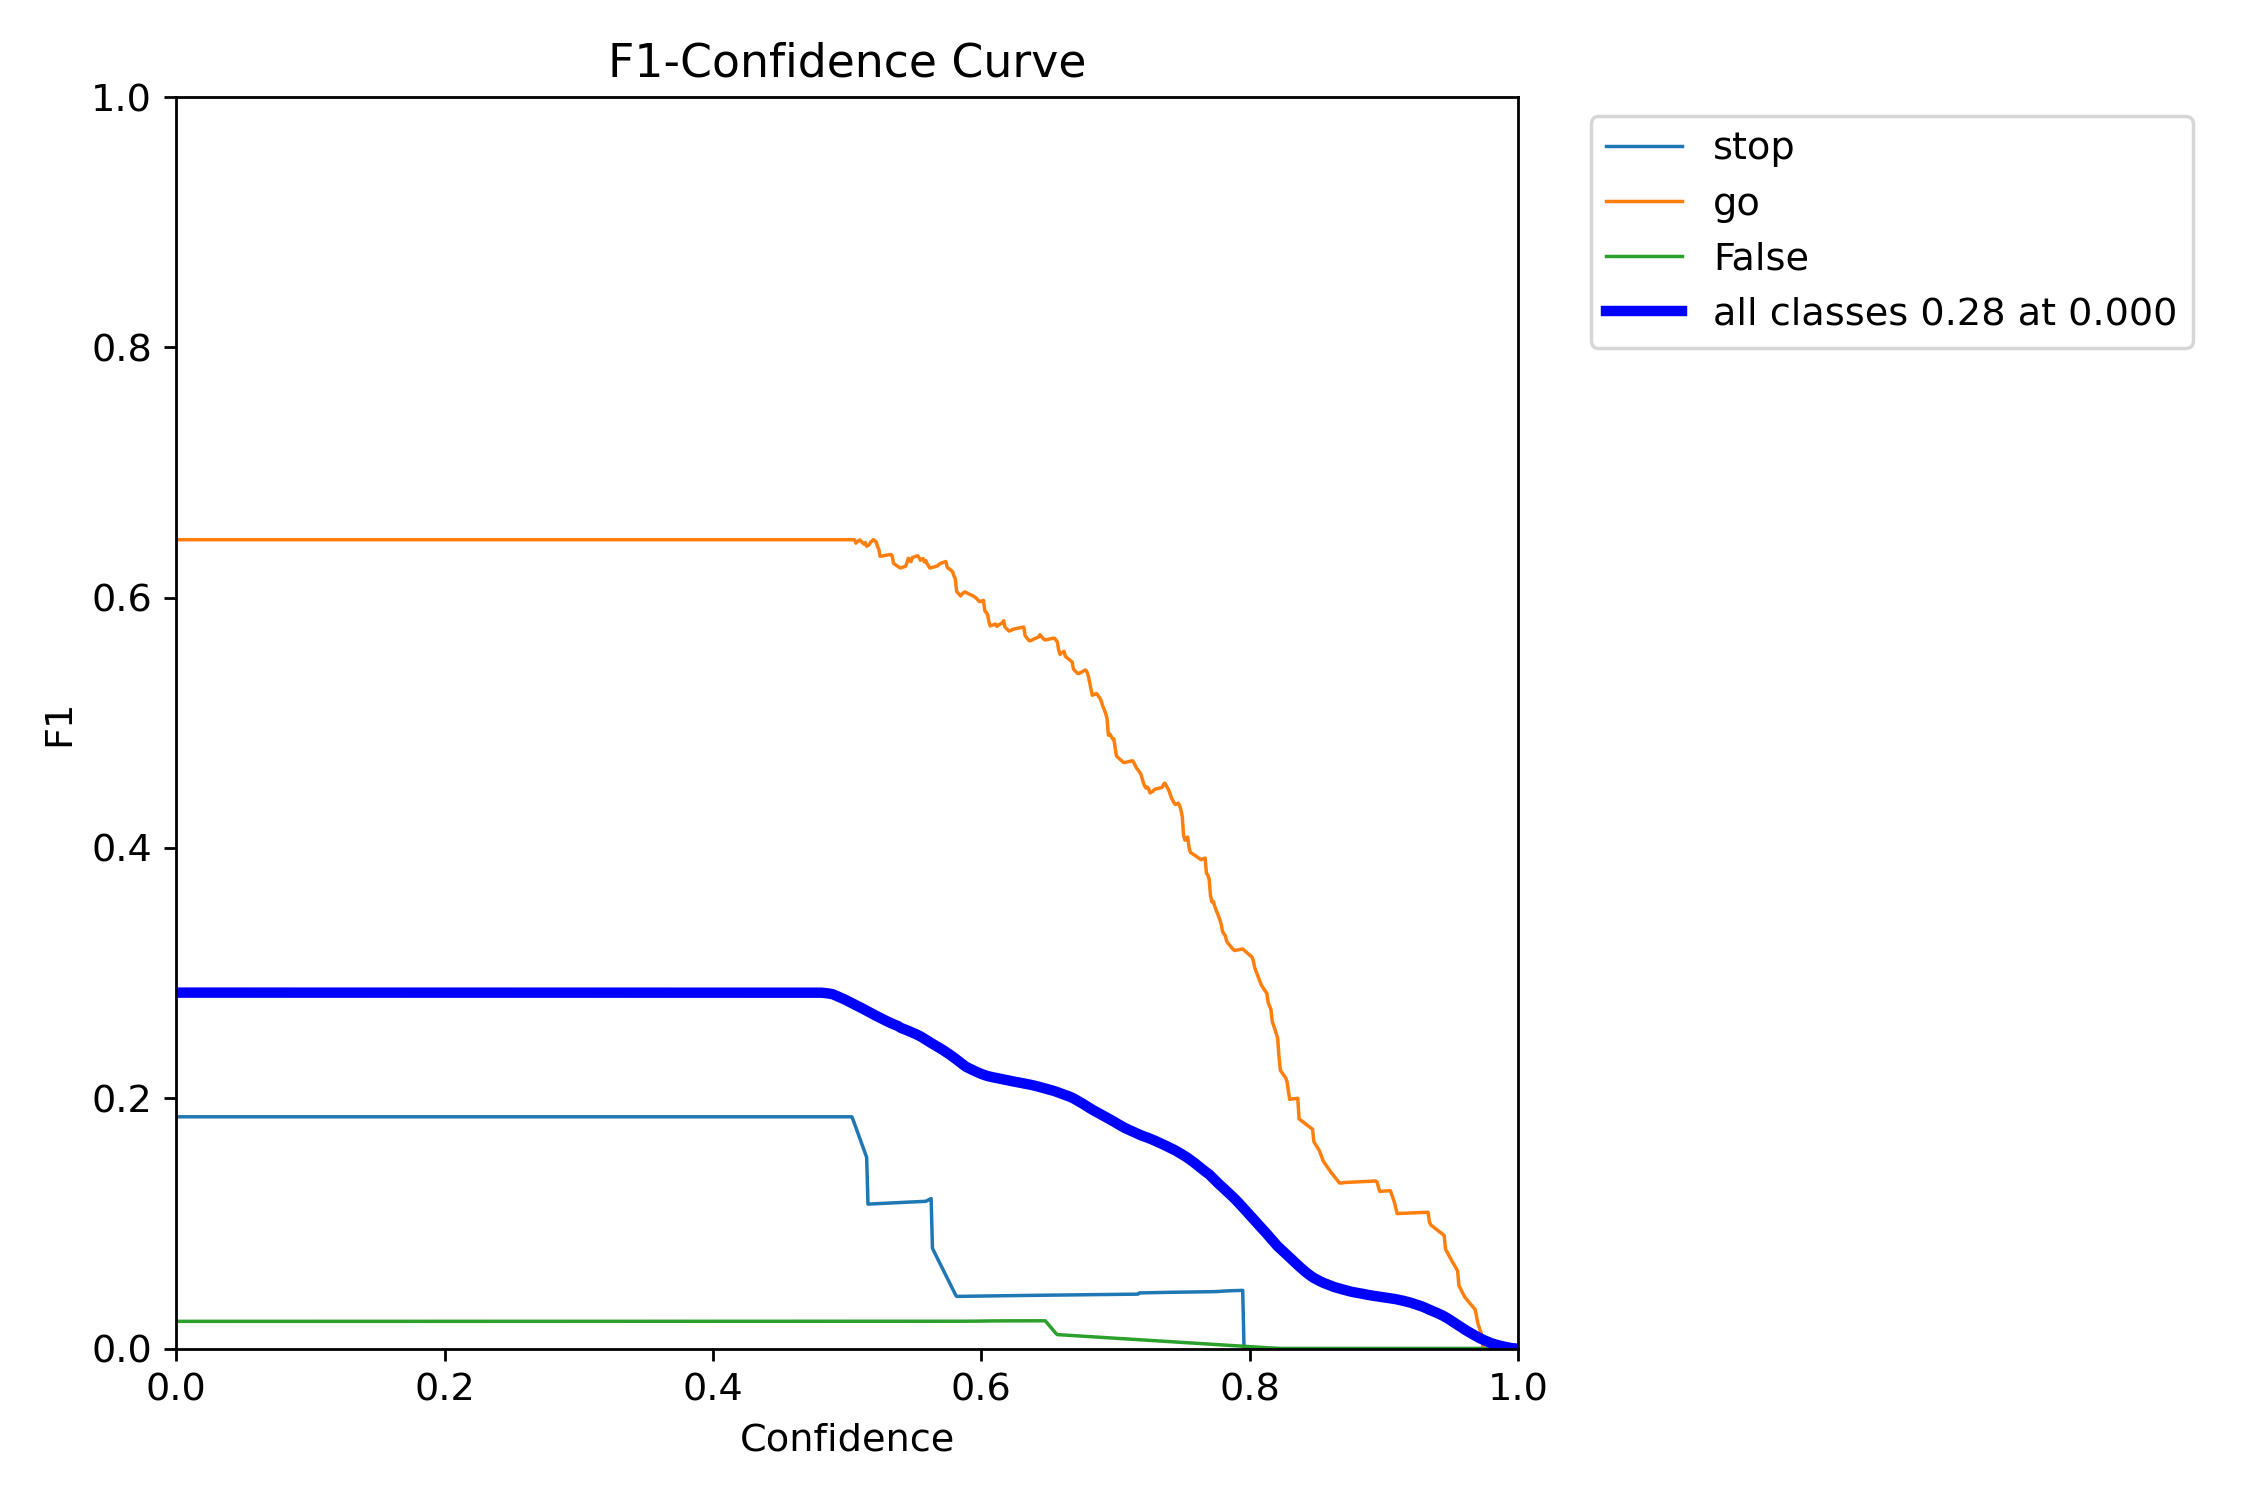 F1-Confidence Curve
1.0
0.8
0.6
0.4
0.2
0.0
F1
0.0 0.2 0.4 0.6 0.8 1.0
Confidence
stop
go
False
all classes 0.28 at 0.000